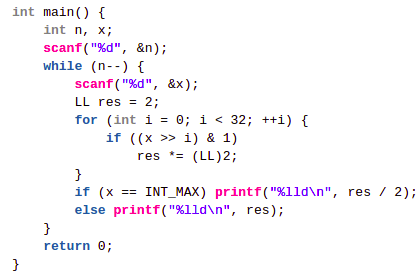 int main() {
    int n, x;
    scanf("%d", &n);
    while (n--) {
        scanf("%d", &x);
        LL res = 2;
        for (int i = 0; i < 32; ++i) {
            if ((x >> i) & 1)
                res *= (LL)2;
        }
        if (x == INT_MAX) printf("%lld\n", res / 2);
        else printf("%lld\n", res);
    }
    return 0;
}